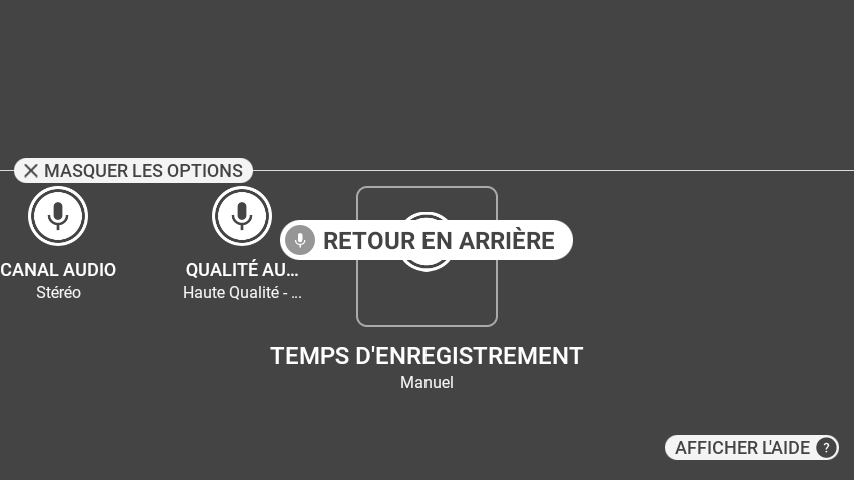 MASQUER LES OPTIONS
RETOUR EN ARRIÈRE
CANAL AUDIO
Stéréo
QUALITÉ AU...
Haute Qualité - ...
TEMPS D'ENREGISTREMENT
Manuel
AFFICHER L'AIDE ?